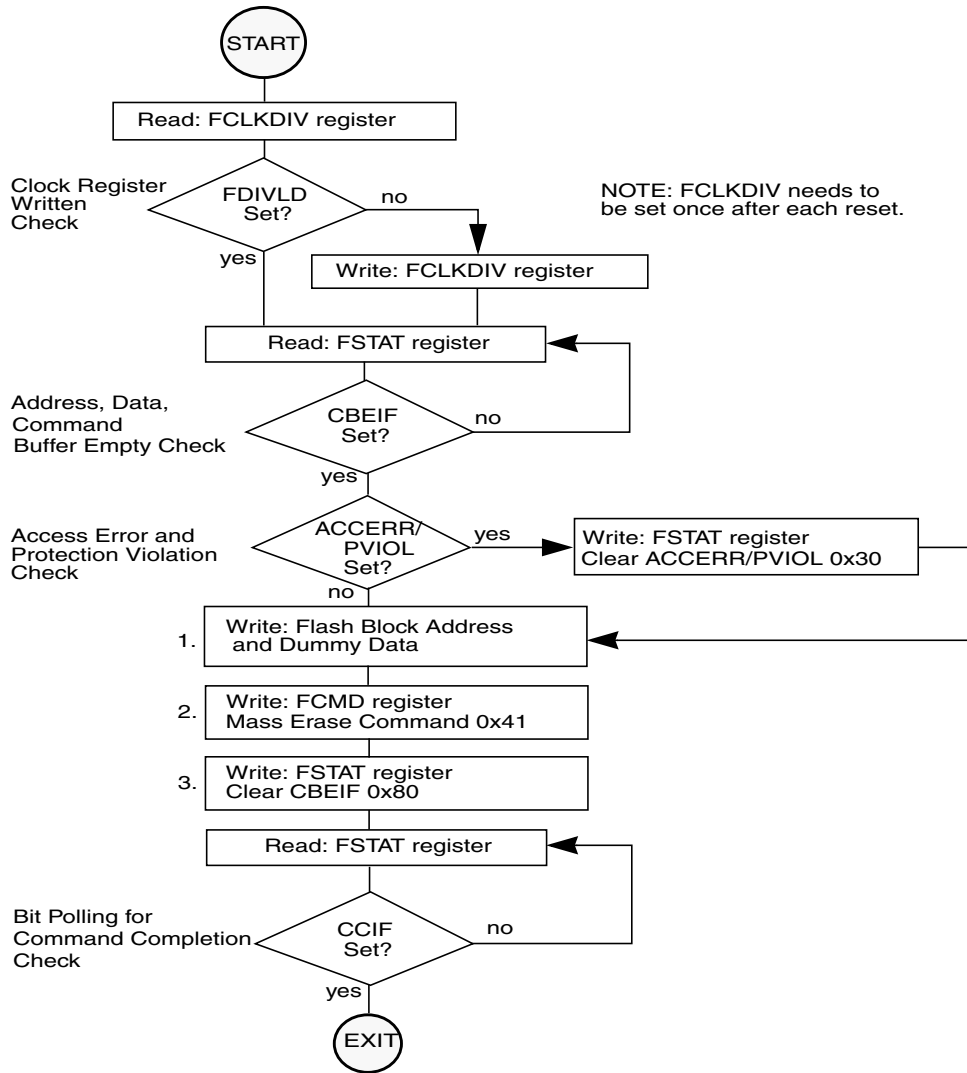 START
Read: FCLKDIV register
Clock Register
Written
Check
FDIVLD
Set?
no
yes
NOTE: FCLKDIV needs to
be set once after each reset.
Write: FCLKDIV register
Read: FSTAT register
Address, Data,
Command
Buffer Empty Check
CBEIF
Set?
no
yes
Access Error and
Protection Violation
Check
ACCERR/
PVIOL
Set?
yes
no
Write: FSTAT register
Clear ACCERR/PVIOL 0x30
1.
Write: Flash Block Address
and Dummy Data
2.
Write: FCMD register
Mass Erase Command 0x41
3.
Write: FSTAT register
Clear CBEIF 0x80
Read: FSTAT register
Bit Polling for
Command Completion
Check
CCIF
Set?
no
yes
EXIT